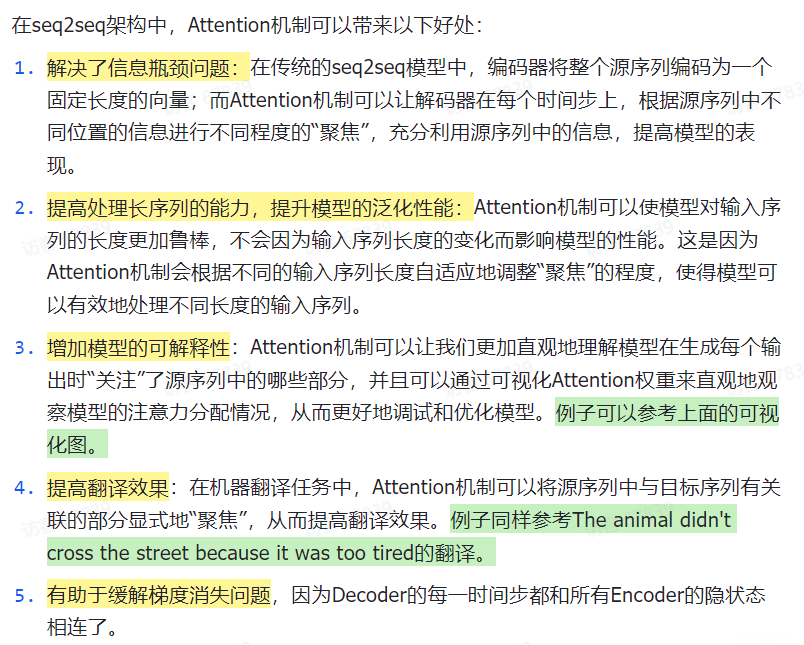 在seq2seq架构中，Attention机制可以带来以下好处：
1. 解决了信息瓶颈问题：在传统的seq2seq模型中，编码器将整个源序列编码为一个
固定长度的向量；而Attention机制可以让解码器在每个时间步上，根据源序列中不
同位置的信息进行不同程度的“聚焦”，充分利用源序列中的信息，提高模型的表
现。
2. 提高处理长序列的能力，提升模型的泛化性能：Attention机制可以使模型对输入序
列的长度更加鲁棒，不会因为输入序列长度的变化而影响模型的性能。这是因为
Attention机制会根据不同的输入序列长度自适应地调整“聚焦”的程度，使得模型可
以有效地处理不同长度的输入序列。
3. 增加模型的可解释性：Attention机制可以让我们更加直观地理解模型在生成每个输
出时“关注”了源序列中的哪些部分，并且可以通过可视化Attention权重来直观地观
察模型的注意力分配情况，从而更好地调试和优化模型。例子可以参考上面的可视
化图。
4. 提高翻译效果：在机器翻译任务中，Attention机制可以将源序列中与目标序列有关
联的部分显式地“聚焦”，从而提高翻译效果。例子同样参考The animal didn't
cross the street because it was too tired的翻译。
5. 有助于缓解梯度消失问题，因为Decoder的每一时间步都和所有Encoder的隐状态
相连了。